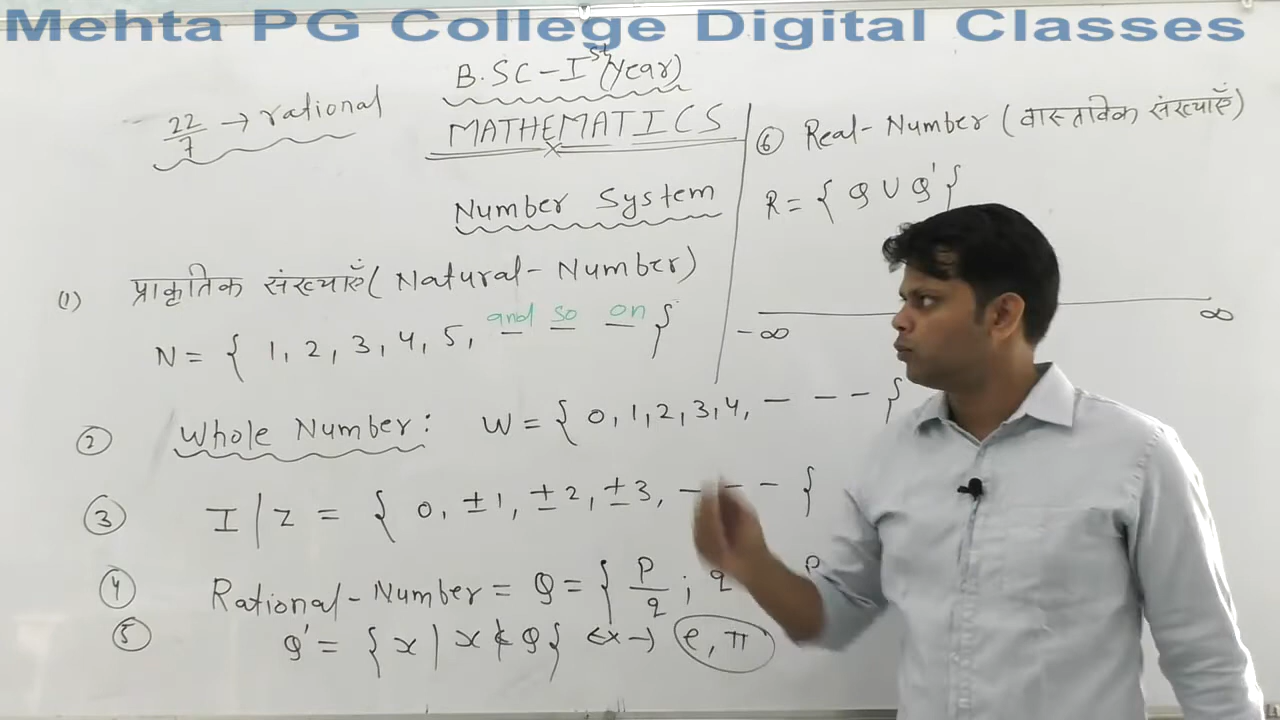 Mehta PG College Digital Classes
B.SC-Ist (year)
22/7 → rational
MATHEMATICS
Number System
(1) प्राकृतिक संख्याएँ (Natural-Number)
N = { 1, 2, 3, 4, 5, and so on }
② Whole Number: W = { 0, 1, 2, 3, 4, - - - }
③ I/Z = { 0, ±1, ±2, ±3, - - - }
④ Rational-Number = Q = { p/q ; q P
⑤ Q' = { x | x ∉ Q } <x→ e, π
⑥ Real-Number (वास्तविक संख्याएँ)
R = { Q ∪ Q' }
-∞ ∞